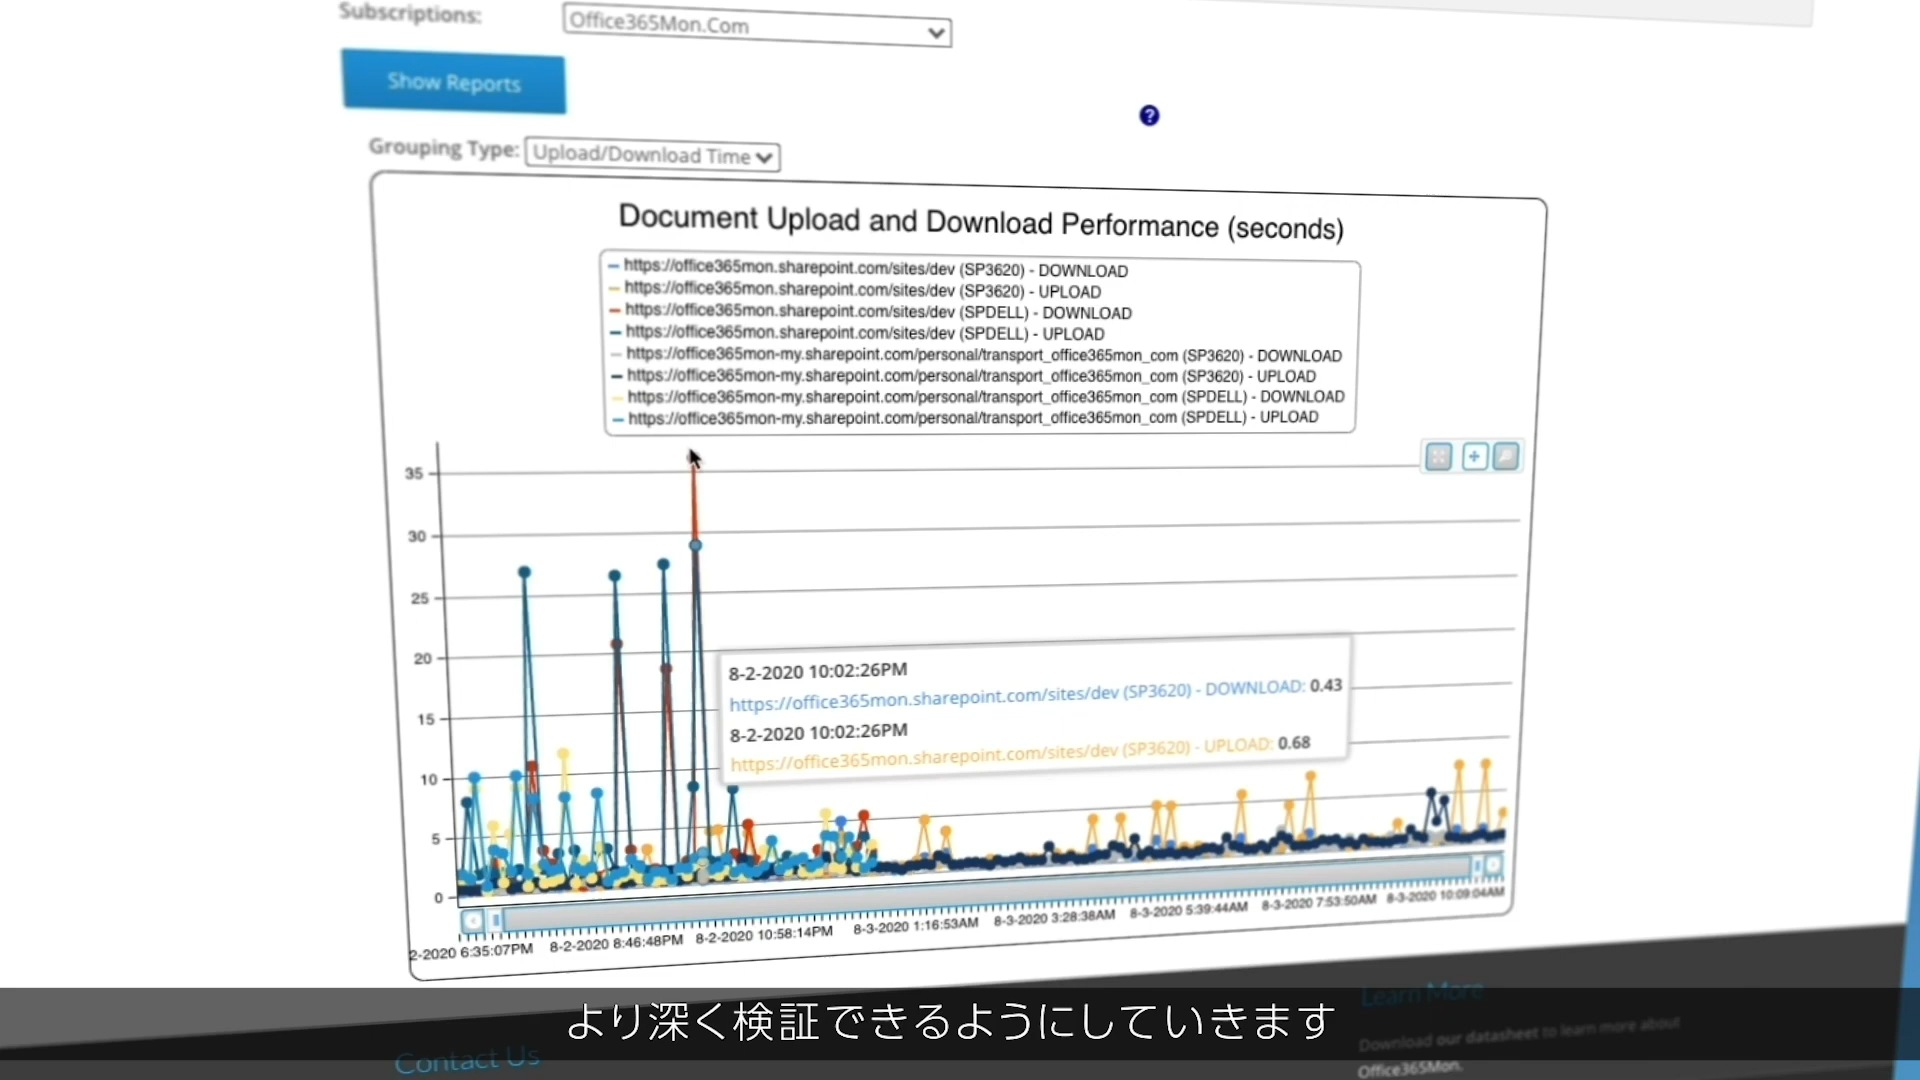 Subscriptions:
Office365Mon.Com
Show Reports
?
Grouping Type:
Upload/Download Time
Document Upload and Download Performance (seconds)
https://office365mon.sharepoint.com/sites/dev (SP3620) - DOWNLOAD
https://office365mon.sharepoint.com/sites/dev (SP3620) - UPLOAD
https://office365mon.sharepoint.com/sites/dev (SPDELL) - DOWNLOAD
https://office365mon.sharepoint.com/sites/dev (SPDELL) - UPLOAD
https://office365mon-my.sharepoint.com/personal/transport_office365mon_com (SP3620) - DOWNLOAD
https://office365mon-my.sharepoint.com/personal/transport_office365mon_com (SP3620) - UPLOAD
https://office365mon-my.sharepoint.com/personal/transport_office365mon_com (SPDELL) - DOWNLOAD
https://office365mon-my.sharepoint.com/personal/transport_office365mon_com (SPDELL) - UPLOAD
35
30
25
20
15
10
5
0
8-2-2020 10:02:26PM
https://office365mon.sharepoint.com/sites/dev (SP3620) - DOWNLOAD: 0.43
8-2-2020 10:02:26PM
https://office365mon.sharepoint.com/sites/dev (SP3620) - UPLOAD: 0.68
2-2020 6:35:07PM
8-2-2020 8:46:48PM
8-2-2020 10:58:14PM
8-3-2020 1:16:53AM
8-3-2020 3:28:38AM
8-3-2020 5:39:44AM
8-3-2020 7:53:50AM
8-3-2020 10:09:04AM
より深く検証できるようにしていきます
Contact Us
Learn More
Download our datasheet to learn more about
Office365Mon.